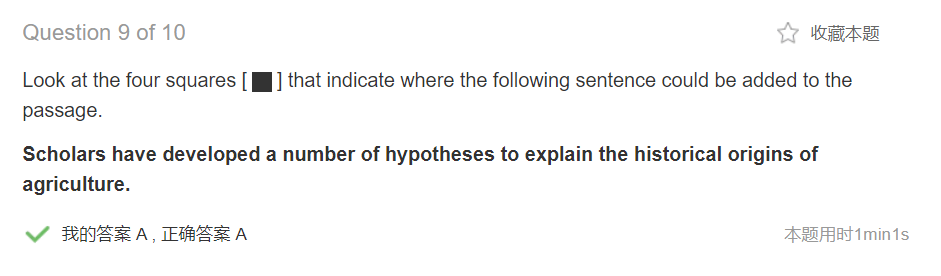 Question 9 of 10
收藏本题
Look at the four squares [ ■ ] that indicate where the following sentence could be added to the
passage.
Scholars have developed a number of hypotheses to explain the historical origins of
agriculture.
我的答案 A , 正确答案 A
本题用时1min1s